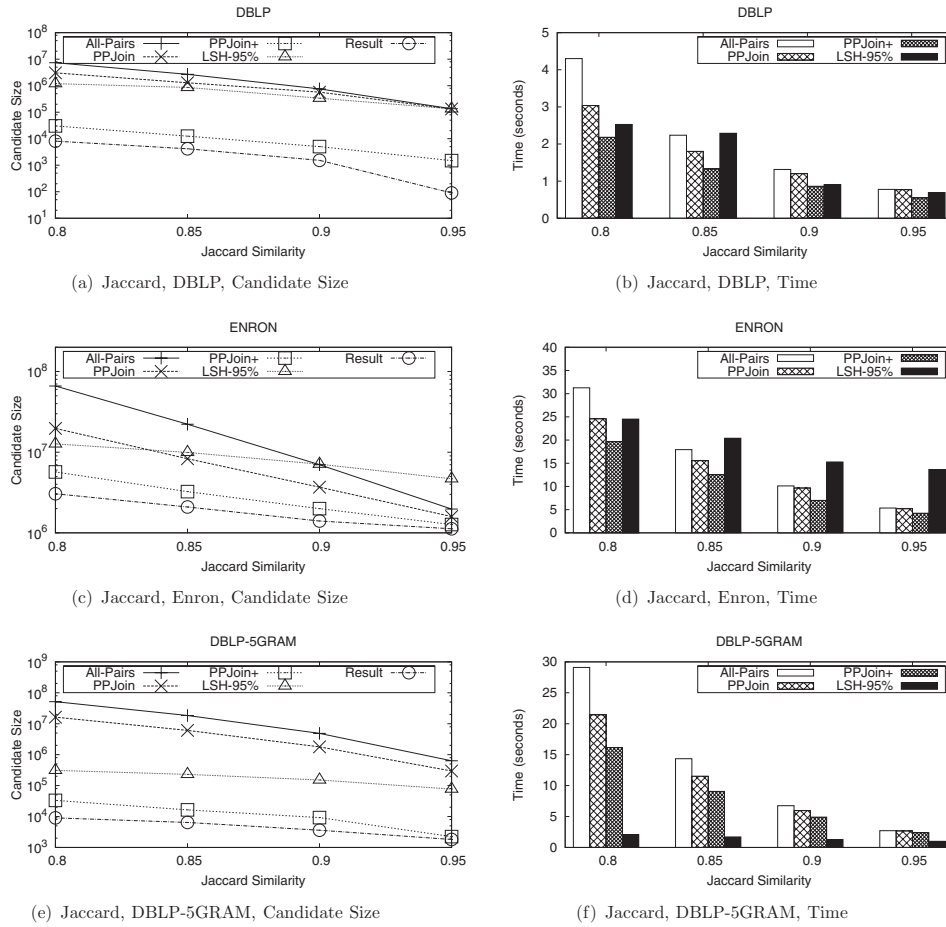 DBLP
Candidate Size
10^8
10^7
10^6
10^5
10^4
10^3
10^2
10^1
All-Pairs
PPJoin
PPJoin+
LSH-95%
Result
0.8
0.85
0.9
0.95
Jaccard Similarity
(a) Jaccard, DBLP, Candidate Size
DBLP
Time (seconds)
5
4
3
2
1
0
All-Pairs
PPJoin
PPJoin+
LSH-95%
0.8
0.85
0.9
0.95
Jaccard Similarity
(b) Jaccard, DBLP, Time
ENRON
Candidate Size
10^8
10^7
10^6
All-Pairs
PPJoin
PPJoin+
LSH-95%
Result
0.8
0.85
0.9
0.95
Jaccard Similarity
(c) Jaccard, Enron, Candidate Size
ENRON
Time (seconds)
40
35
30
25
20
15
10
5
0
All-Pairs
PPJoin
PPJoin+
LSH-95%
0.8
0.85
0.9
0.95
Jaccard Similarity
(d) Jaccard, Enron, Time
DBLP-5GRAM
Candidate Size
10^9
10^8
10^7
10^6
10^5
10^4
10^3
All-Pairs
PPJoin
PPJoin+
LSH-95%
Result
0.8
0.85
0.9
0.95
Jaccard Similarity
(e) Jaccard, DBLP-5GRAM, Candidate Size
DBLP-5GRAM
Time (seconds)
30
25
20
15
10
5
0
All-Pairs
PPJoin
PPJoin+
LSH-95%
0.8
0.85
0.9
0.95
Jaccard Similarity
(f) Jaccard, DBLP-5GRAM, Time